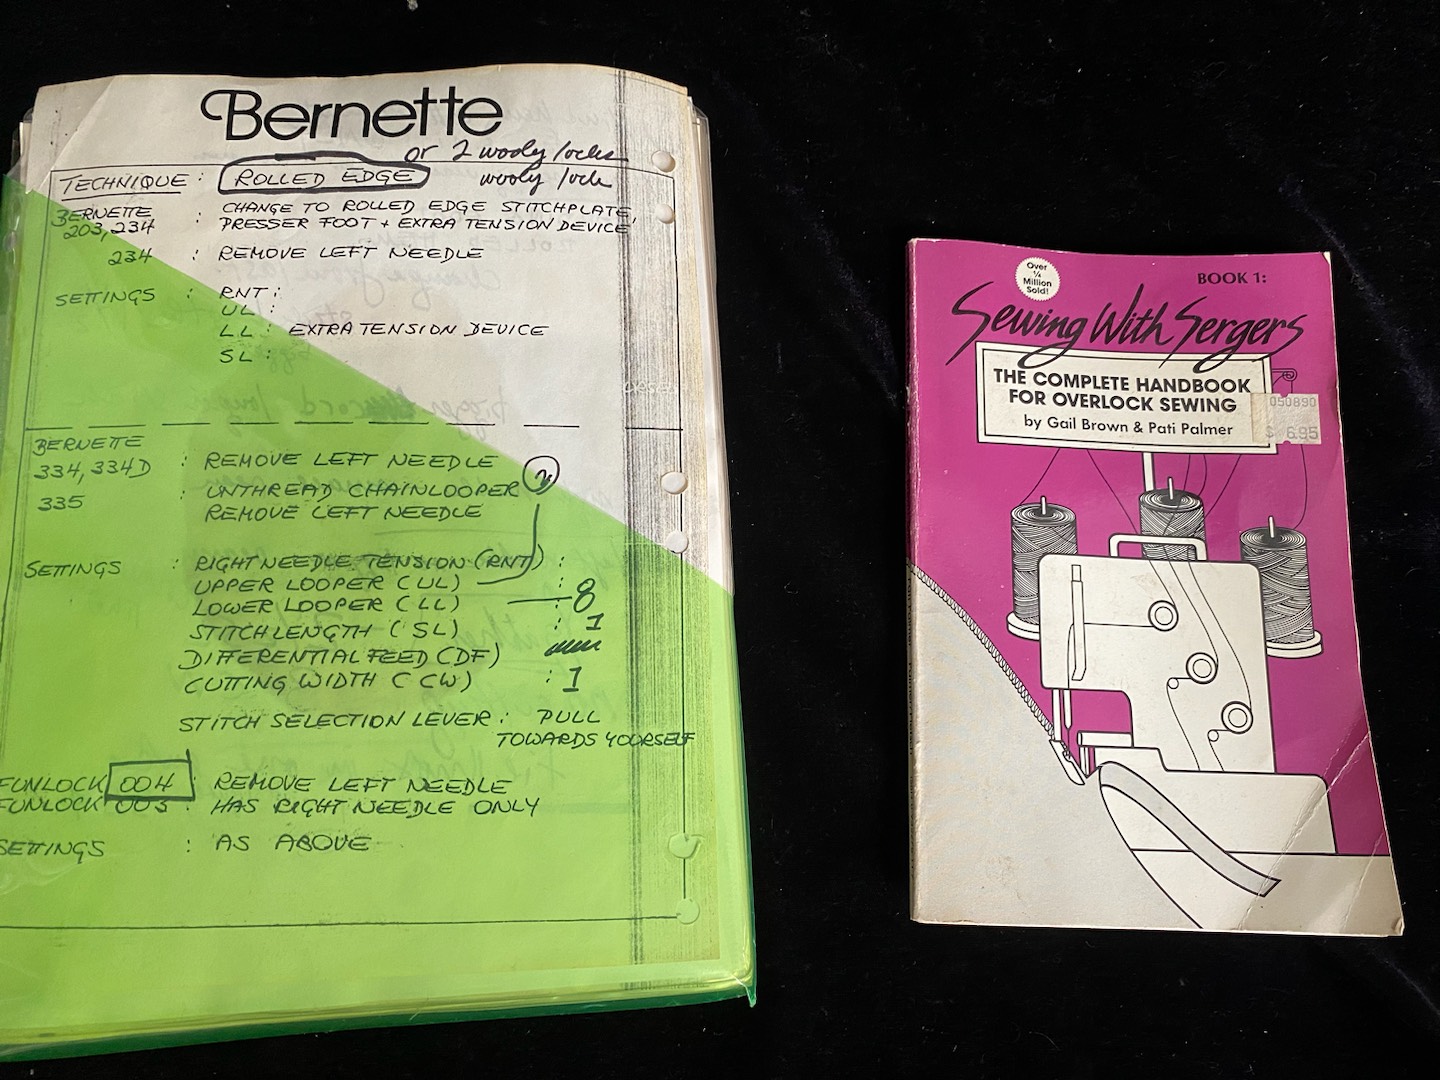 Bernette
or 2 wooly locks
TECHNIQUE : ROLLED EDGE wooly lock
BERNETTE 203, 234 : CHANGE TO ROLLED EDGE STITCHPLATE,
PRESSER FOOT + EXTRA TENSION DEVICE
234 : REMOVE LEFT NEEDLE
SETTINGS : RNT :
UL :
LL : EXTRA TENSION DEVICE
SL :
BERNETTE
334, 334D : REMOVE LEFT NEEDLE
335 : UNTHREAD CHAINLOOPER
REMOVE LEFT NEEDLE
SETTINGS : RIGHT NEEDLE TENSION (RNT) :
UPPER LOOPER (UL) :
LOWER LOOPER (LL) : 8
STITCH LENGTH (SL) : 1
DIFFERENTIAL FEED (DF)
CUTTING WIDTH (CW) : 1
STITCH SELECTION LEVER : PULL
TOWARDS YOURSELF
FUNLOCK 004 : REMOVE LEFT NEEDLE
FUNLOCK 003 : HAS RIGHT NEEDLE ONLY
SETTINGS : AS ABOVE
Over
1/4
Million
Sold!
BOOK 1:
Sewing With Sergers
THE COMPLETE HANDBOOK
FOR OVERLOCK SEWING
by Gail Brown & Pati Palmer
050890
$ 6.95